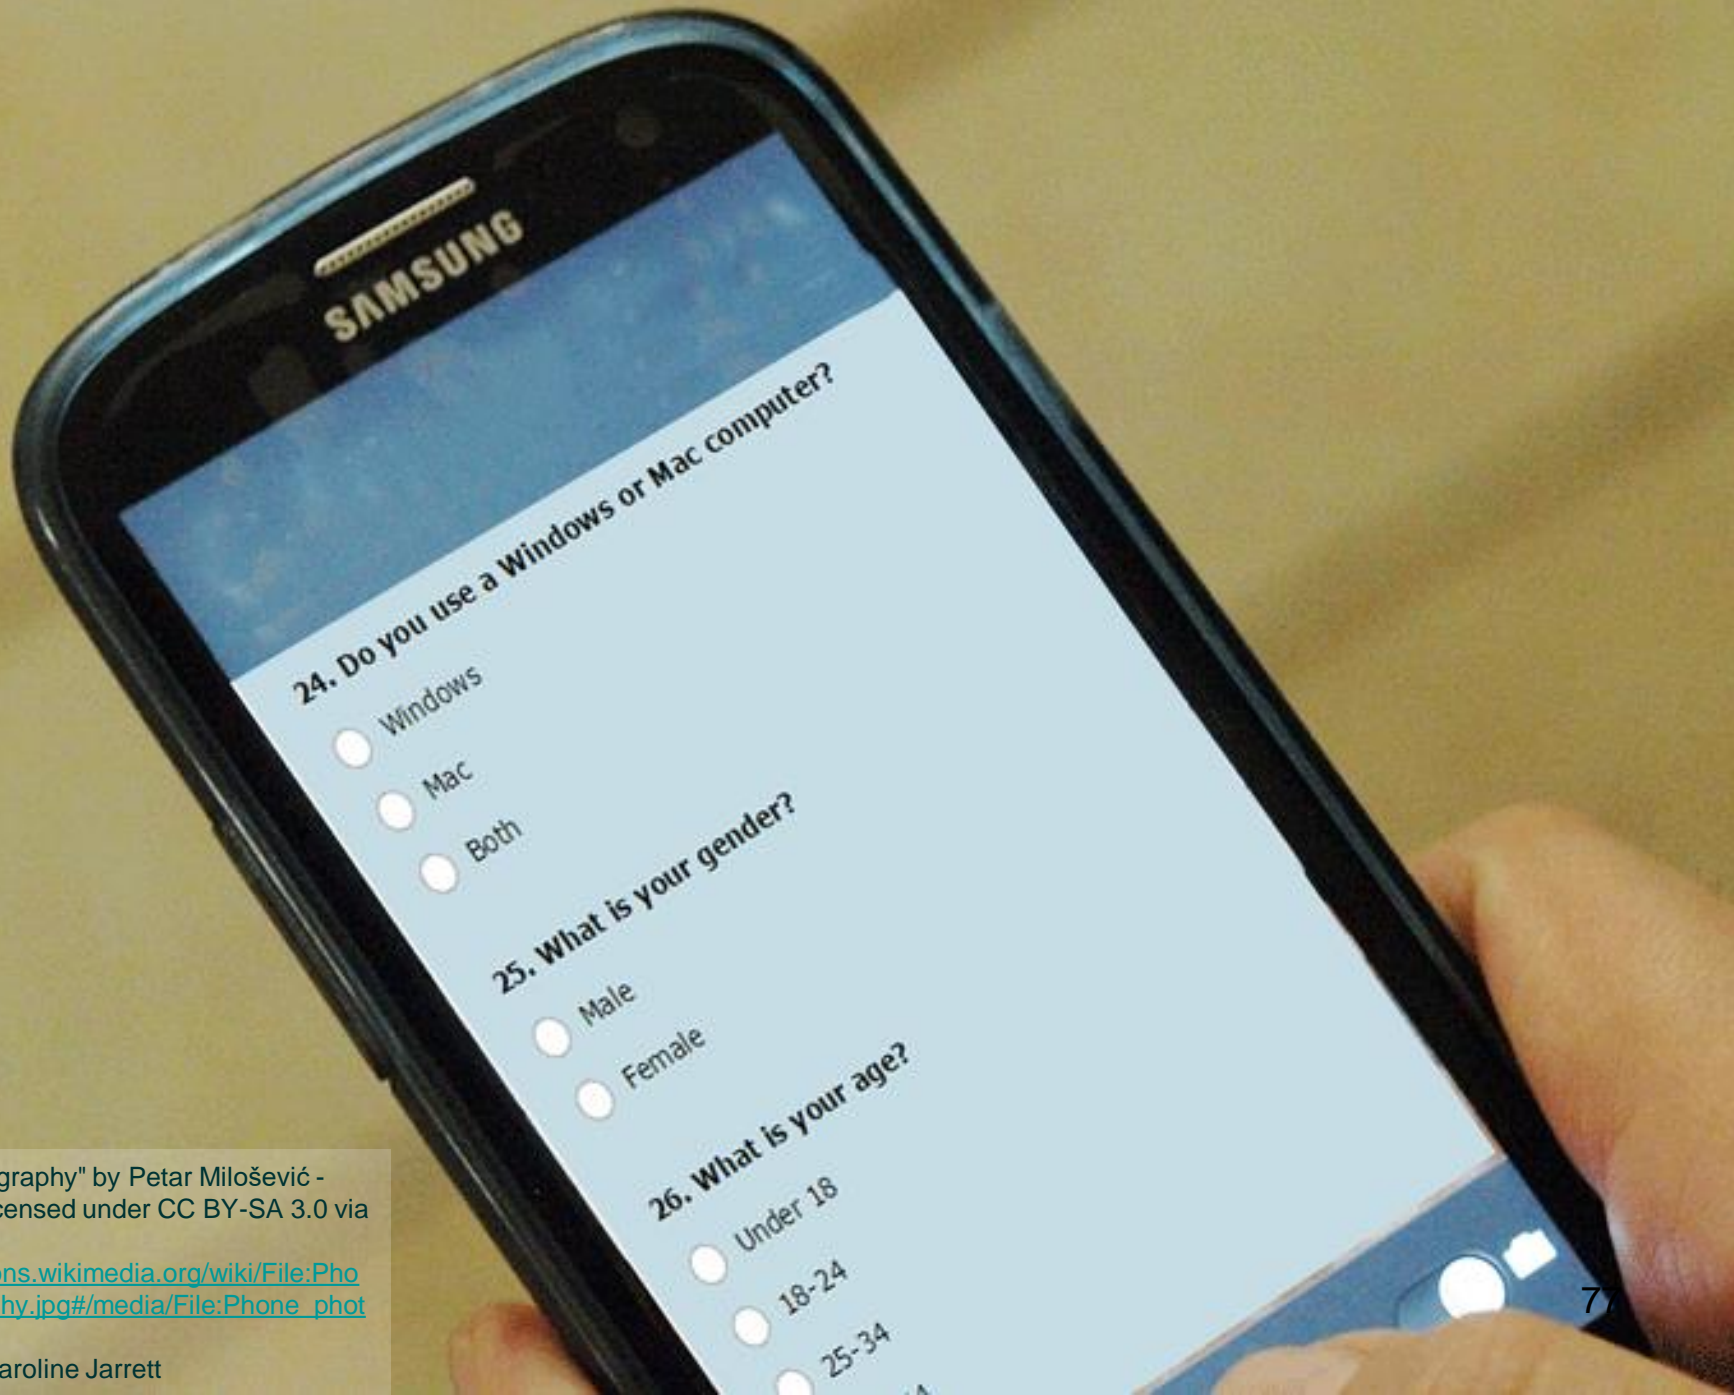 SAMSUNG
24. Do you use a Windows or Mac computer?
Windows
Mac
Both
25. What is your gender?
Male
Female
26. What is your age?
Under 18
18-24
25-34
graphy" by Petar Milošević -
censed under CC BY-SA 3.0 via
ons.wikimedia.org/wiki/File:Pho
hy.jpg#/media/File:Phone_phot
aroline Jarrett